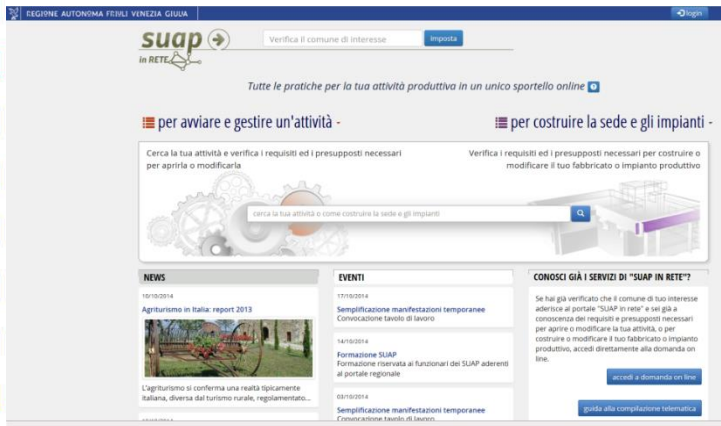 REGIONE AUTONOMA FRIULI VENEZIA GIULIA
login
suap
in RETE
Verifica il comune di interesse
Imposta
Tutte le pratiche per la tua attività produttiva in un unico sportello online ?
per avviare e gestire un'attività -
per costruire la sede e gli impianti -
Cerca la tua attività e verifica i requisiti ed i presupposti necessari
per aprirla o modificarla
Verifica i requisiti ed i presupposti necessari per costruire o
modificare il tuo fabbricato o impianto produttivo
cerca la tua attività o come costruire la sede e gli impianti
NEWS
10/10/2014
Agriturismo in Italia: report 2013
L'agriturismo si conferma una realtà tipicamente
italiana, diversa dal turismo rurale, regolamentato...
EVENTI
17/10/2014
Semplificazione manifestazioni temporanee
Convocazione tavolo di lavoro
14/10/2014
Formazione SUAP
Formazione riservata ai funzionari dei SUAP aderenti
al portale regionale
03/10/2014
Semplificazione manifestazioni temporanee
Convocazione tavolo di lavoro
CONOSCI GIÀ I SERVIZI DI "SUAP IN RETE"?
Se hai già verificato che il comune di tuo interesse
aderisce al portale "SUAP in rete" e sei già a
conoscenza dei requisiti e presupposti necessari
per aprire o modificare la tua attività, o per
costruire o modificare il tuo fabbricato o impianto
produttivo, accedi direttamente alla domanda on
line.
accedi a domanda on line
guida alla compilazione telematica